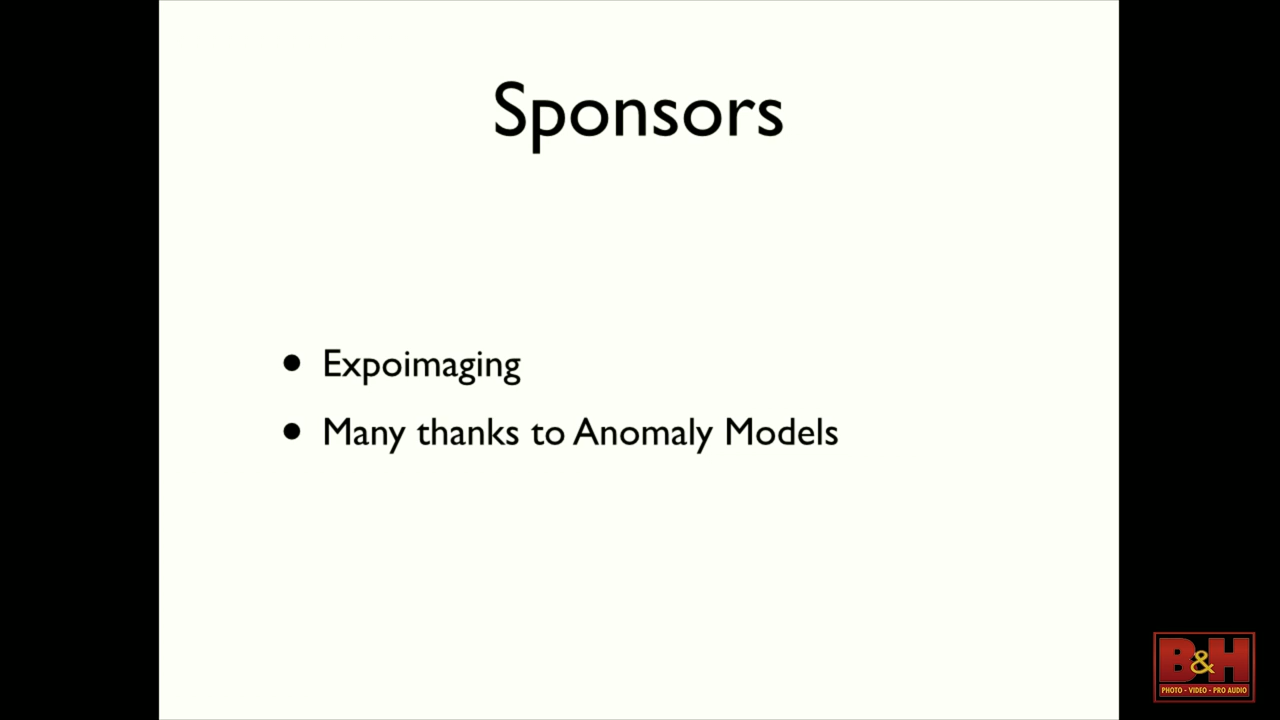 Sponsors
• Expoimaging
• Many thanks to Anomaly Models
B&H
PHOTO - VIDEO - PRO AUDIO